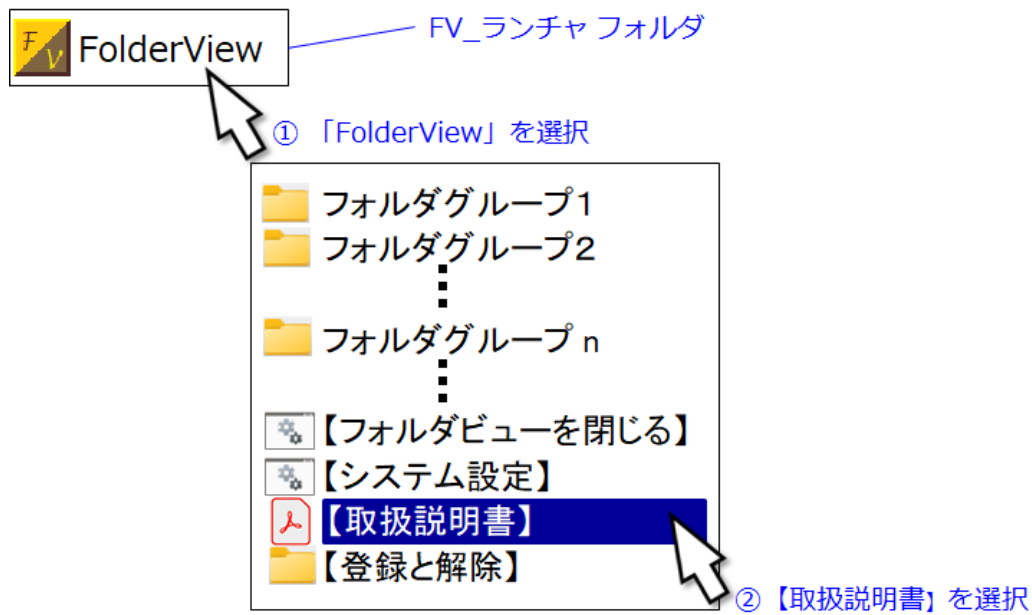 FV_ランチャ フォルダ
FV FolderView
① 「FolderView」を選択
フォルダグループ1
フォルダグループ2
フォルダグループ n
【フォルダビューを閉じる】
【システム設定】
【取扱説明書】
【登録と解除】
② 【取扱説明書】を選択